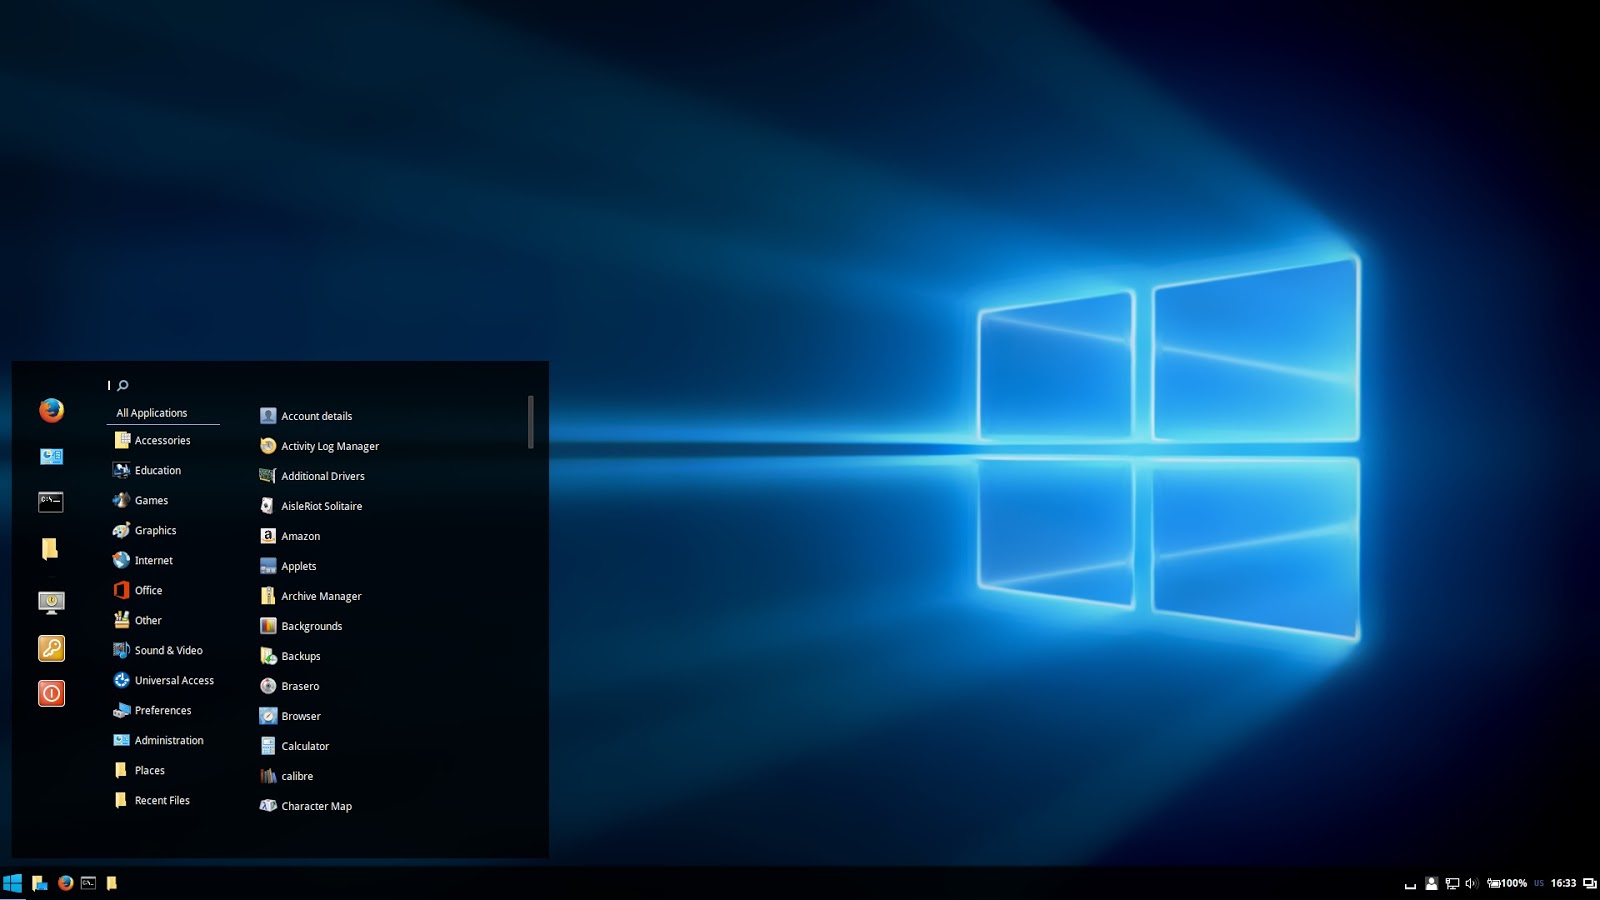 All Applications
Accessories
Education
Games
Graphics
Internet
Office
Other
Sound & Video
Universal Access
Preferences
Administration
Places
Recent Files
Account details
Activity Log Manager
Additional Drivers
AisleRiot Solitaire
Amazon
Applets
Archive Manager
Backgrounds
Backups
Brasero
Browser
Calculator
calibre
Character Map
100% US 16:33